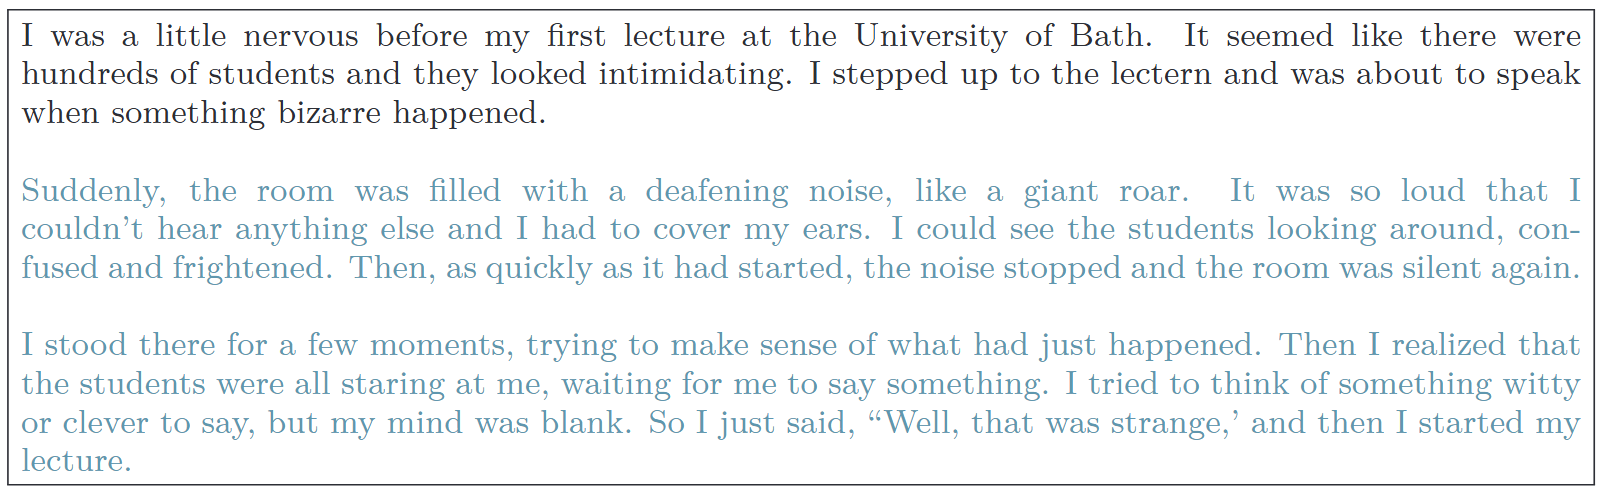 I was a little nervous before my first lecture at the University of Bath. It seemed like there were
hundreds of students and they looked intimidating. I stepped up to the lectern and was about to speak
when something bizarre happened.
Suddenly, the room was filled with a deafening noise, like a giant roar. It was so loud that I
couldn’t hear anything else and I had to cover my ears. I could see the students looking around, con-
fused and frightened. Then, as quickly as it had started, the noise stopped and the room was silent again.
I stood there for a few moments, trying to make sense of what had just happened. Then I realized that
the students were all staring at me, waiting for me to say something. I tried to think of something witty
or clever to say, but my mind was blank. So I just said, “Well, that was strange,’ and then I started my
lecture.